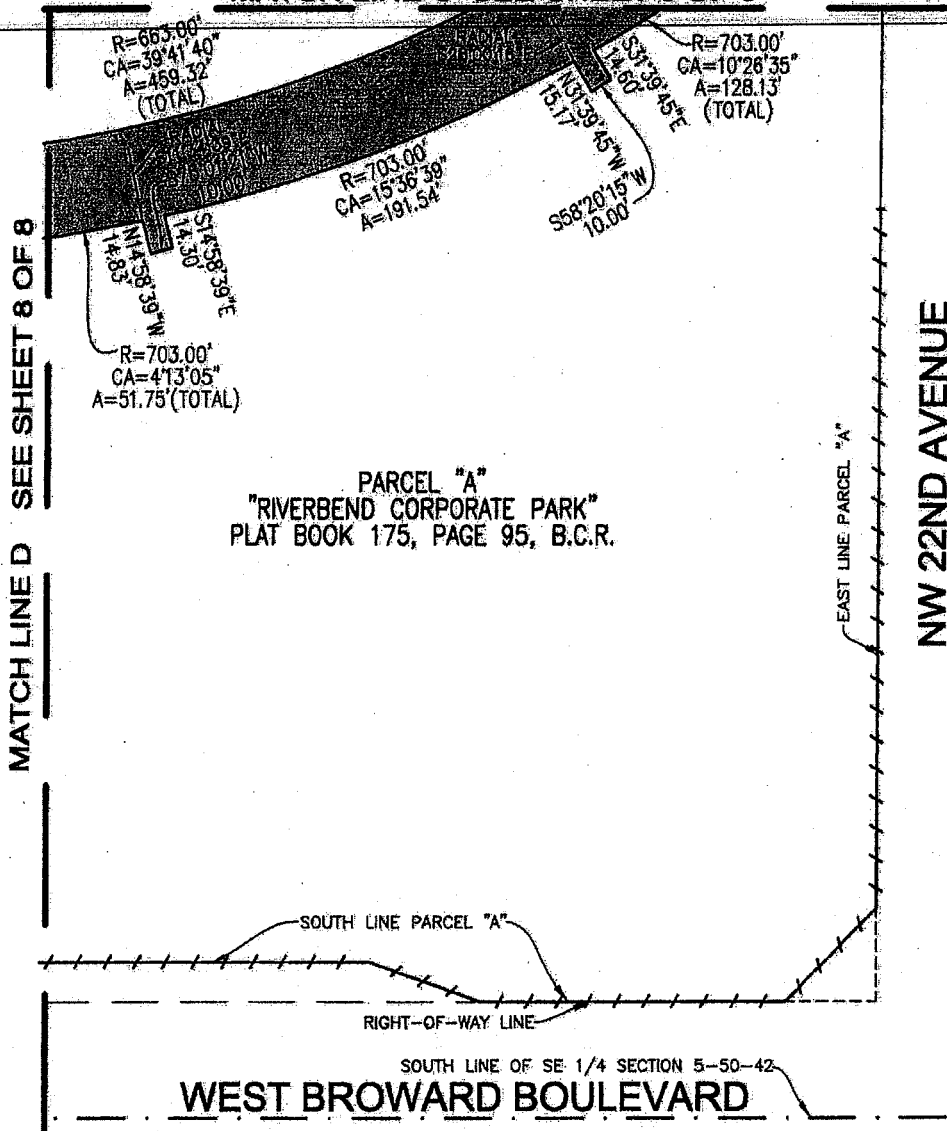 R=663.00'
CA=39°41'40"
A=459.32'
(TOTAL)
RADIAL
S31°39'45"E
14.60'
R=703.00'
CA=10°26'35"
A=128.13'
(TOTAL)
N31°39'45"W
15.17'
S58°20'15"W
10.00'
RADIAL
10.00'
R=703.00'
CA=15°36'39"
A=191.54'
S14°58'39"E
14.30'
N14°58'39"W
14.83'
R=703.00'
CA=4°13'05"
A=51.75'(TOTAL)
MATCH LINE D SEE SHEET 8 OF 8
PARCEL "A"
"RIVERBEND CORPORATE PARK"
PLAT BOOK 175, PAGE 95, B.C.R.
EAST LINE PARCEL "A"
NW 22ND AVENUE
SOUTH LINE PARCEL "A"
RIGHT-OF-WAY LINE
SOUTH LINE OF SE 1/4 SECTION 5-50-42
WEST BROWARD BOULEVARD